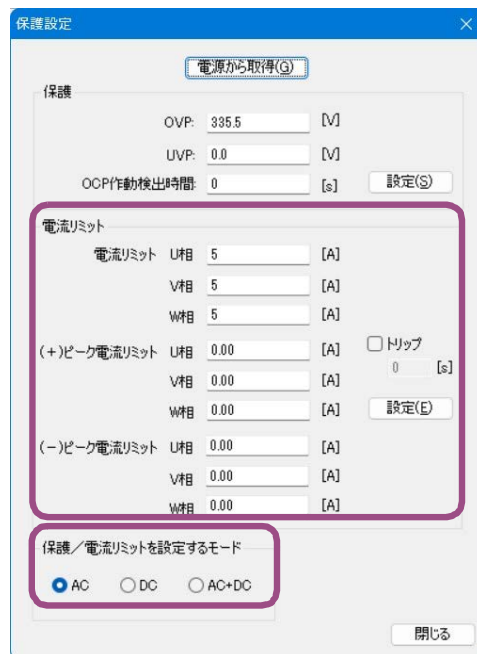 保護設定
電源から取得(G)
保護
OVP: 335.5 [V]
UVP: 0.0 [V]
OCP作動検出時間: 0 [s] 設定(S)
電流リミット
電流リミット U相 5 [A]
V相 5 [A]
W相 5 [A]
(+)ピーク電流リミット U相 0.00 [A] トリップ
V相 0.00 [A] 0 [s]
W相 0.00 [A] 設定(E)
(-)ピーク電流リミット U相 0.00 [A]
V相 0.00 [A]
W相 0.00 [A]
保護/電流リミットを設定するモード
AC DC AC+DC
閉じる